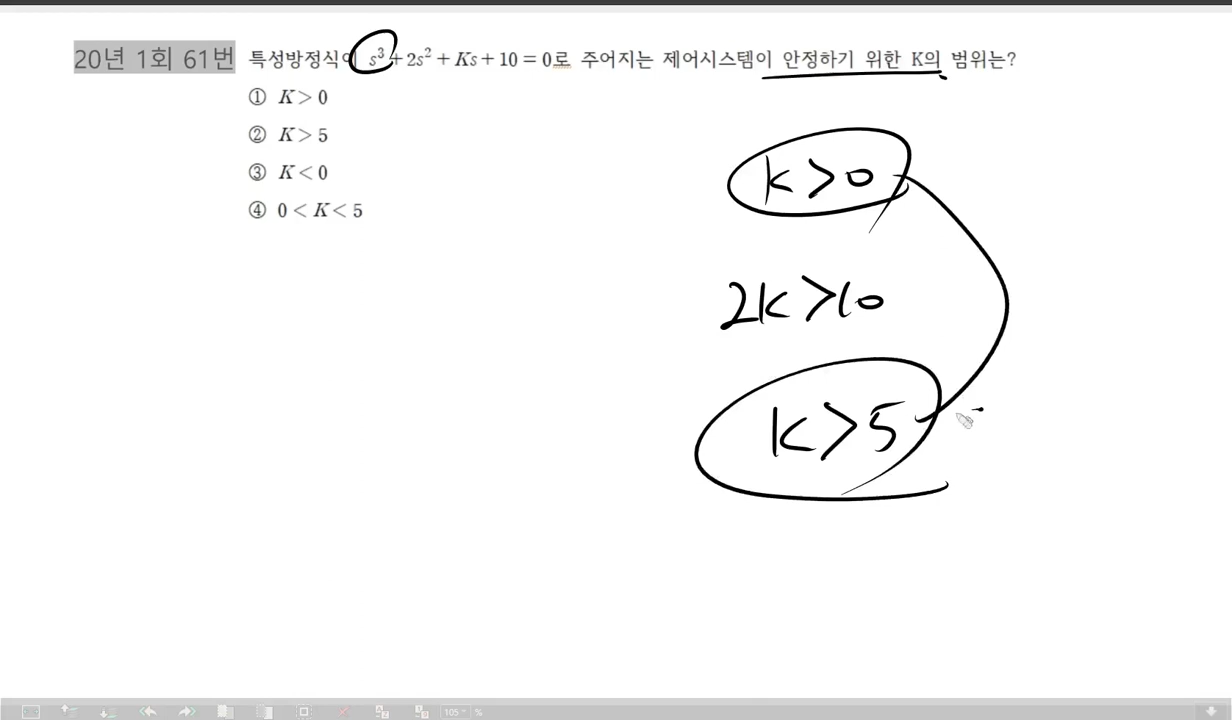 20년 1회 61번 특성방정식이 s³+2s²+Ks+10=0로 주어지는 제어시스템이 안정하기 위한 K의 범위는?
① K>0
② K>5
③ K<0
④ 0<K<5
k>0
2k>10
k>5
105 %